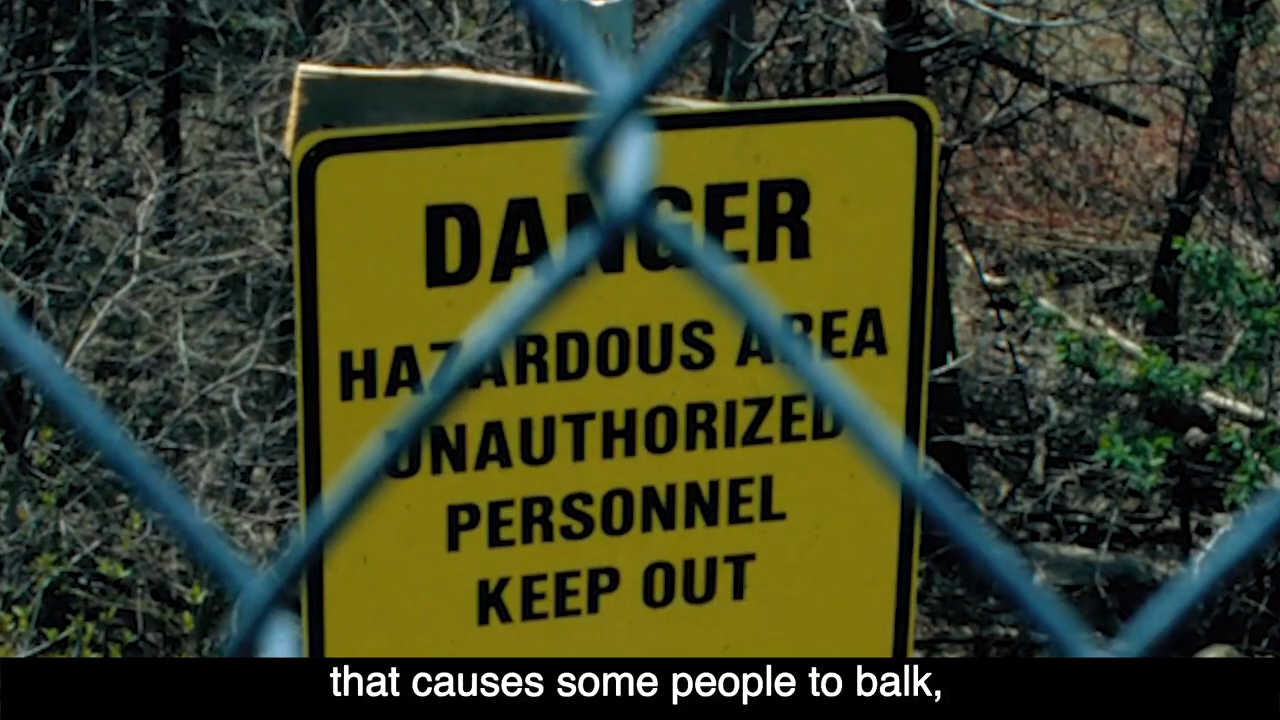 DANGER
HAZARDOUS AREA
UNAUTHORIZED
PERSONNEL
KEEP OUT
that causes some people to balk,